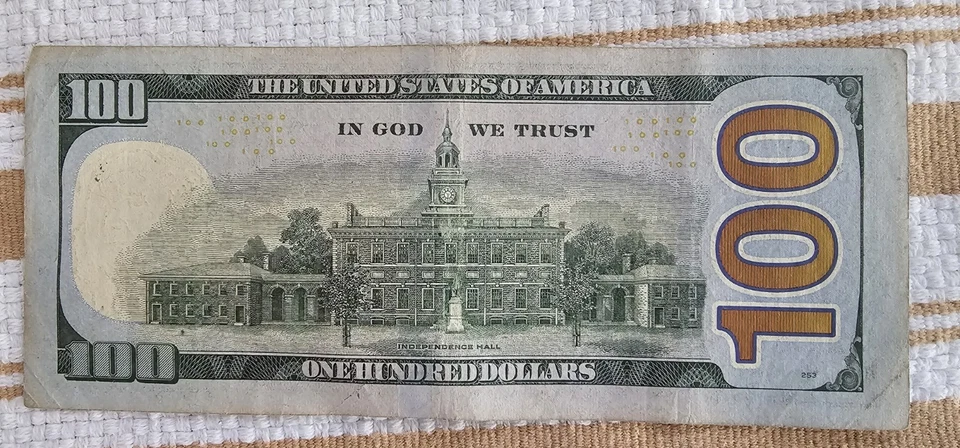 100
THE UNITED STATES OF AMERICA
IN GOD WE TRUST
100
INDEPENDENCE HALL
100
ONE HUNDRED DOLLARS
253